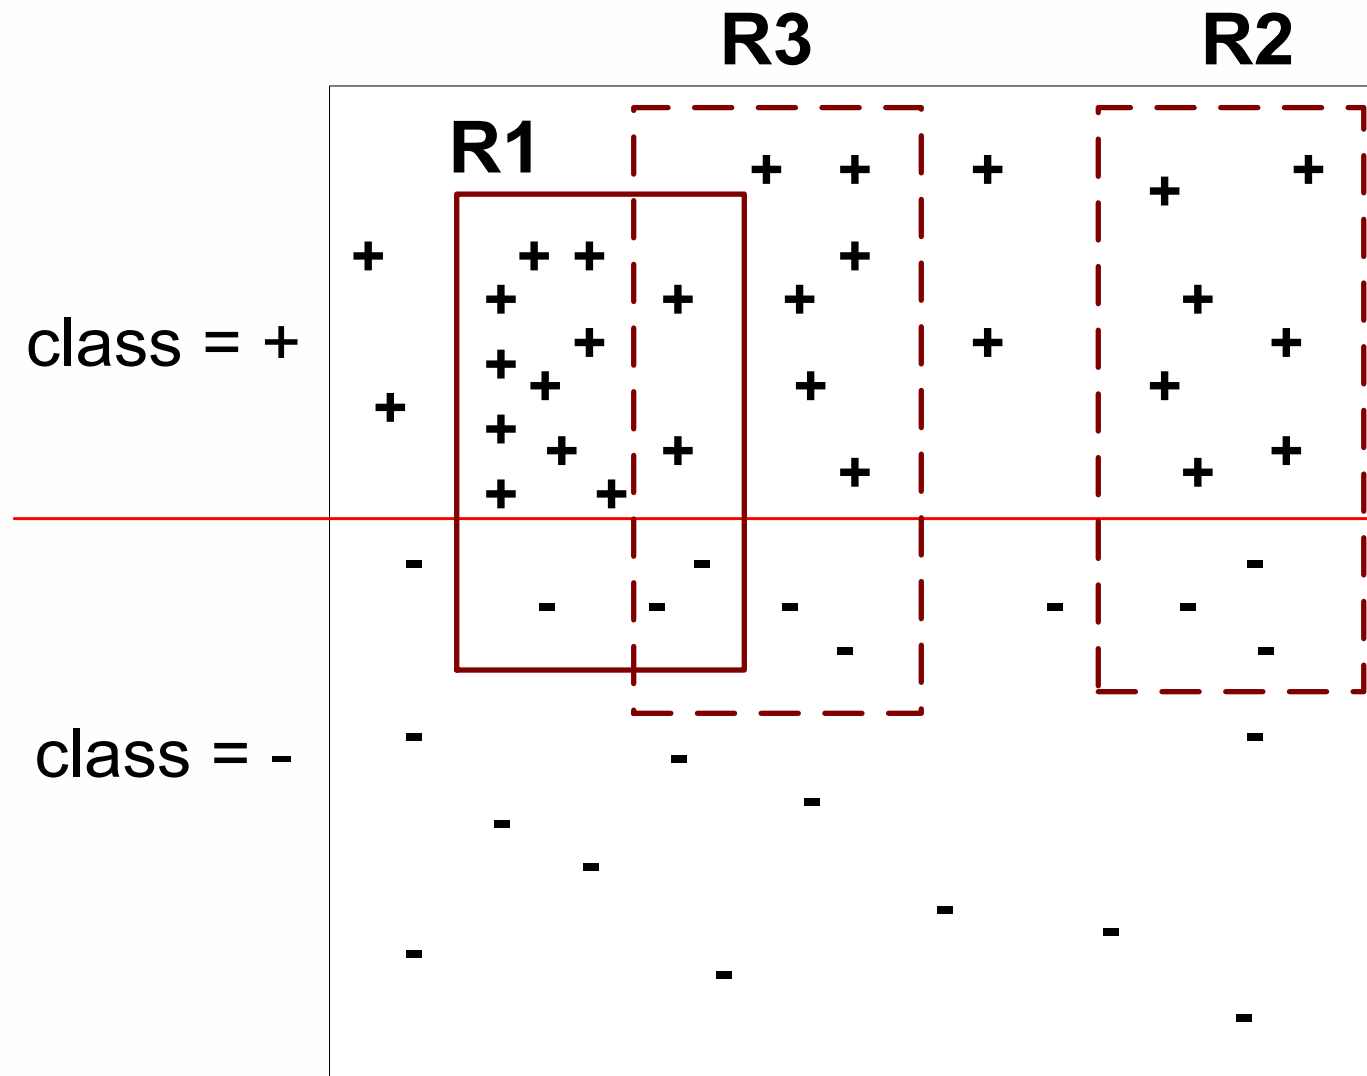 R3
R2
R1
class = +
class = -